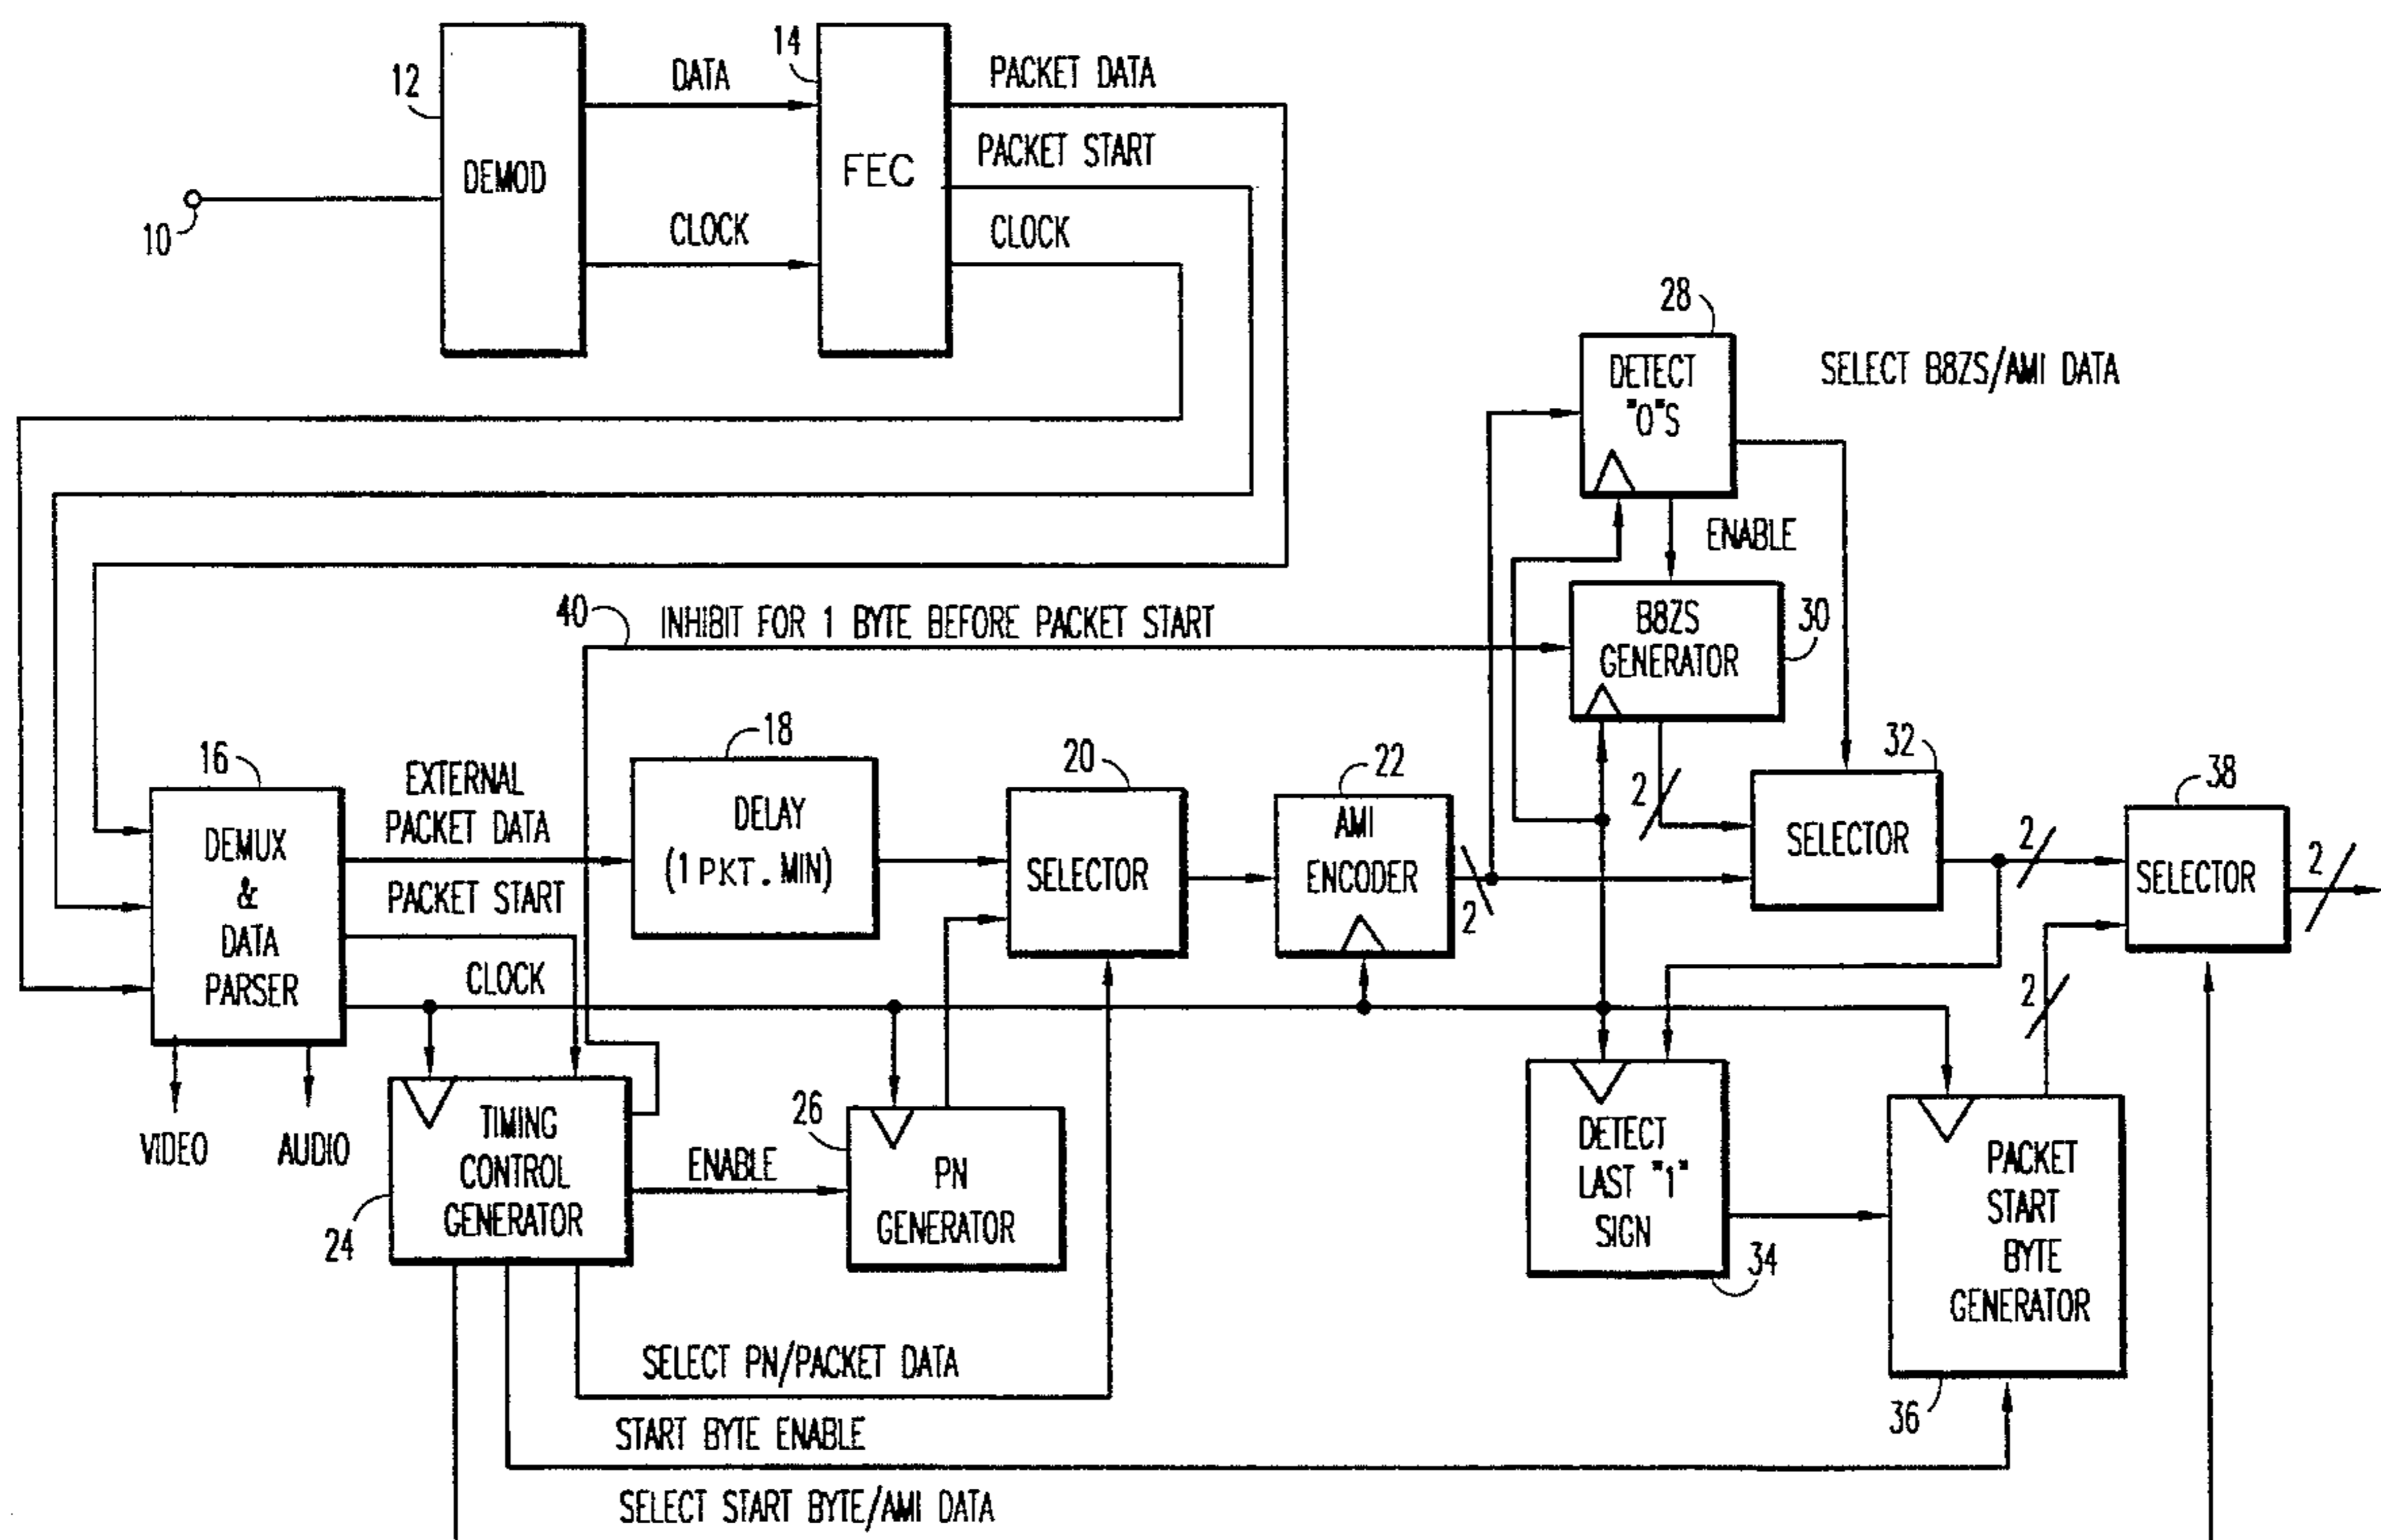 12
DEMOD
DATA
CLOCK
14
FEC
PACKET DATA
PACKET START
CLOCK
10
28
DETECT
"0"S
SELECT B8ZS/AMI DATA
ENABLE
40
INHIBIT FOR 1 BYTE BEFORE PACKET START
B8ZS
GENERATOR
30
16
DEMUX
&
DATA
PARSER
EXTERNAL
PACKET DATA
PACKET START
CLOCK
VIDEO
AUDIO
18
DELAY
(1 PKT. MIN)
20
SELECTOR
22
AMI
ENCODER
2
2
32
SELECTOR
2
38
SELECTOR
2
2
TIMING
CONTROL
GENERATOR
24
ENABLE
26
PN
GENERATOR
DETECT
LAST "1"
SIGN
34
PACKET
START
BYTE
GENERATOR
36
SELECT PN/PACKET DATA
START BYTE ENABLE
SELECT START BYTE/AMI DATA